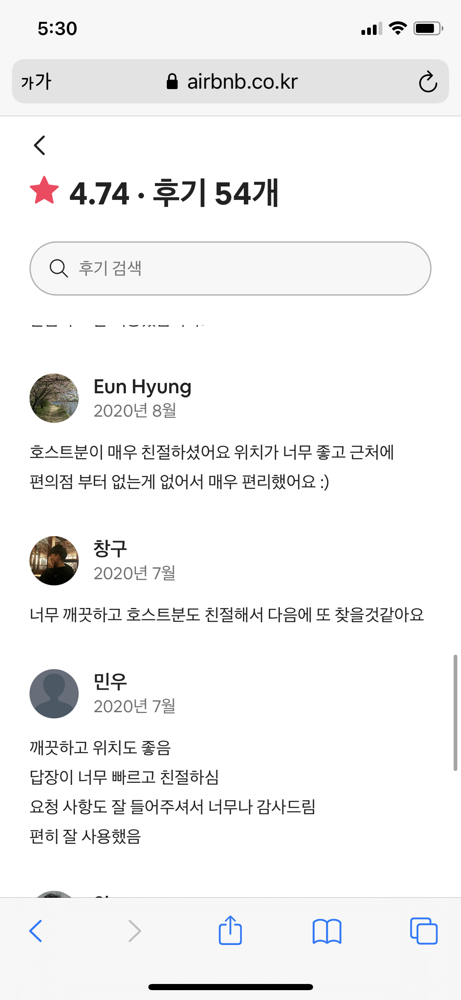 5:30
가가 airbnb.co.kr
4.74 · 후기 54개
후기 검색
Eun Hyung
2020년 8월
호스트분이 매우 친절하셨어요 위치가 너무 좋고 근처에
편의점 부터 없는게 없어서 매우 편리했어요 :)
창구
2020년 7월
너무 깨끗하고 호스트분도 친절해서 다음에 또 찾을것같아요
민우
2020년 7월
깨끗하고 위치도 좋음
답장이 너무 빠르고 친절하심
요청 사항도 잘 들어주셔서 너무나 감사드림
편히 잘 사용했음